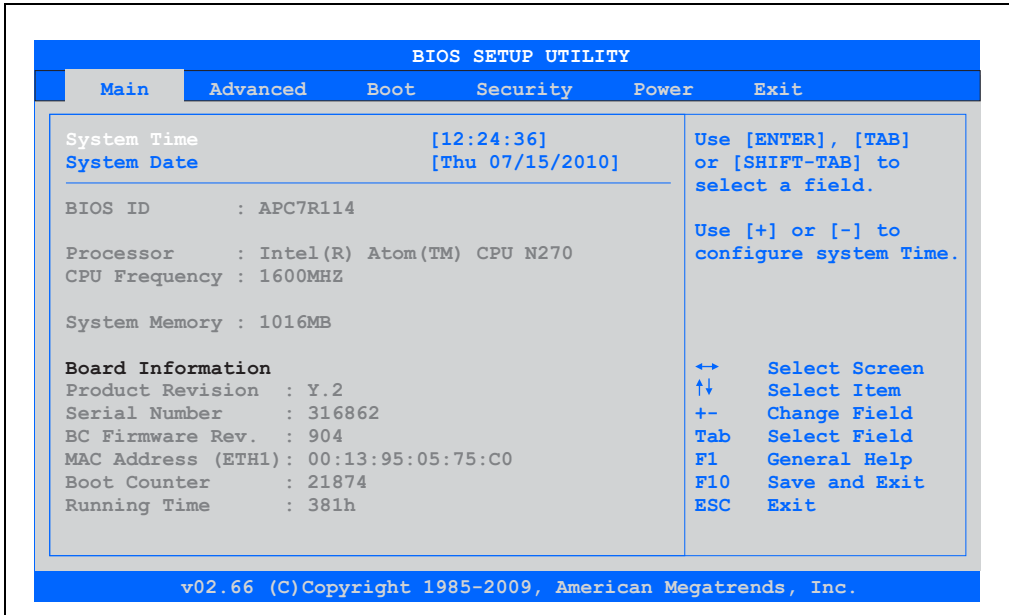 BIOS SETUP UTILITY
Main Advanced Boot Security Power Exit
System Time [12:24:36]
System Date [Thu 07/15/2010]
BIOS ID : APC7R114
Processor : Intel(R) Atom(TM) CPU N270
CPU Frequency : 1600MHZ
System Memory : 1016MB
Board Information
Product Revision : Y.2
Serial Number : 316862
BC Firmware Rev. : 904
MAC Address (ETH1): 00:13:95:05:75:C0
Boot Counter : 21874
Running Time : 381h
Use [ENTER], [TAB]
or [SHIFT-TAB] to
select a field.
Use [+] or [-] to
configure system Time.
↔ Select Screen
↑↓ Select Item
+- Change Field
Tab Select Field
F1 General Help
F10 Save and Exit
ESC Exit
v02.66 (C)Copyright 1985-2009, American Megatrends, Inc.